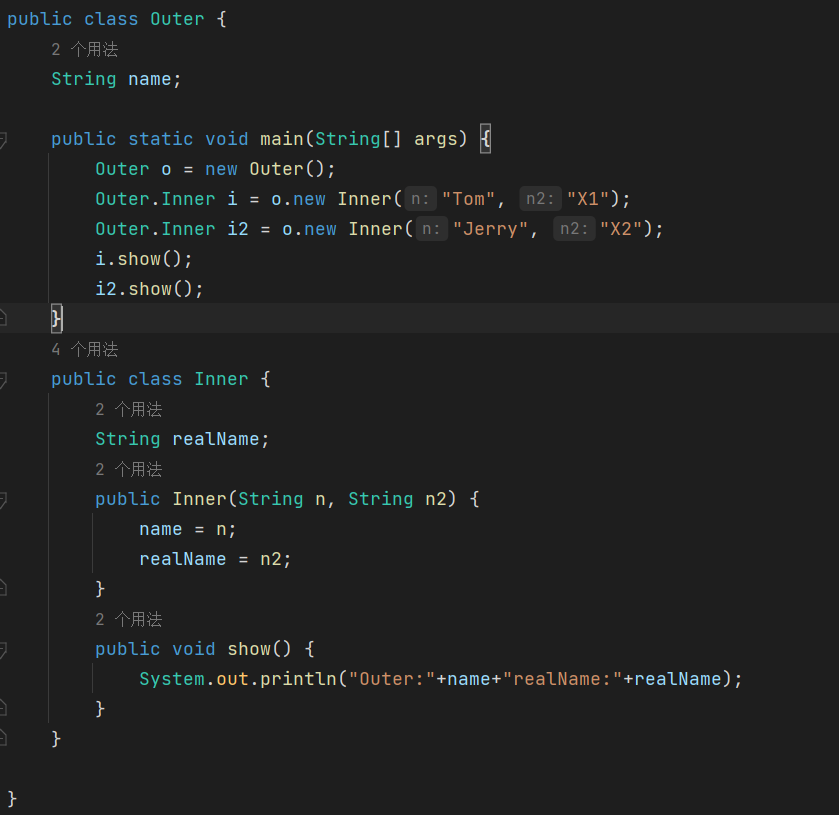 public class Outer {
2 个用法
String name;
public static void main(String[] args) {
Outer o = new Outer();
Outer.Inner i = o.new Inner( n: "Tom", n2: "X1");
Outer.Inner i2 = o.new Inner( n: "Jerry", n2: "X2");
i.show();
i2.show();
}
4 个用法
public class Inner {
2 个用法
String realName;
2 个用法
public Inner(String n, String n2) {
name = n;
realName = n2;
}
2 个用法
public void show() {
System.out.println("Outer:"+name+"realName:"+realName);
}
}
}